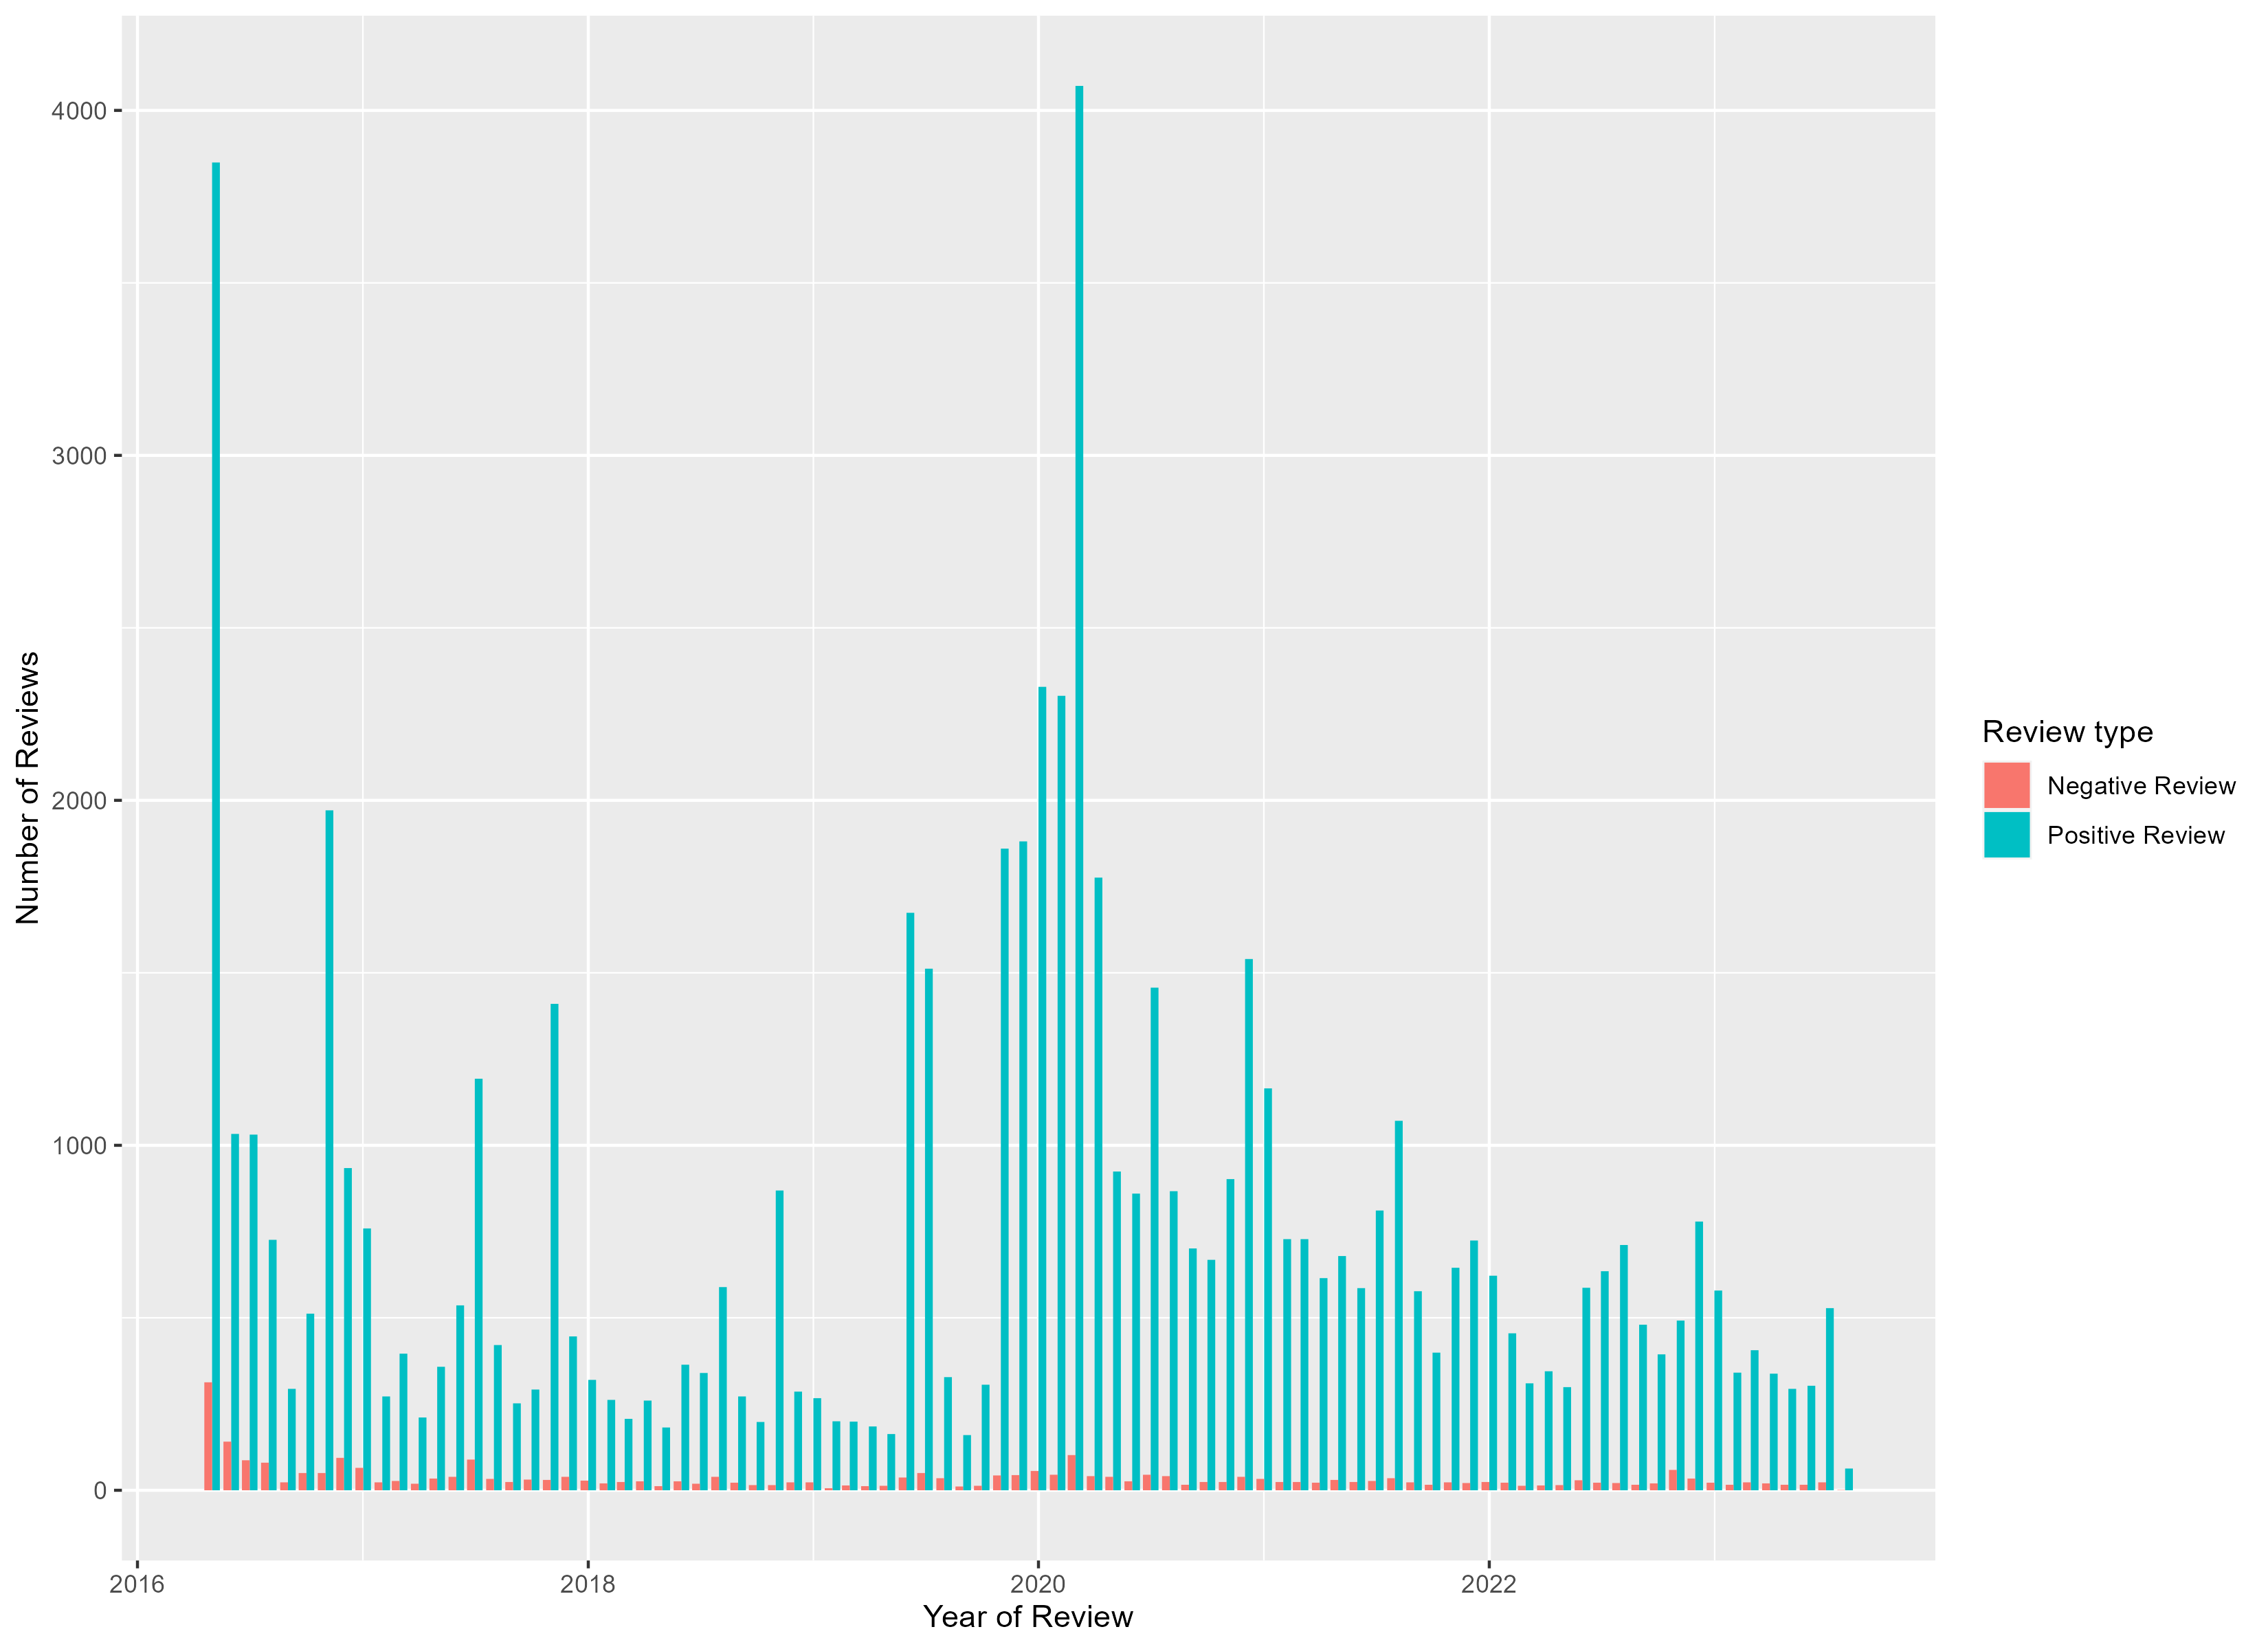 4000
3000
2000
1000
0
Number of Reviews
2016
2018
2020
2022
Year of Review
Review type
Negative Review
Positive Review